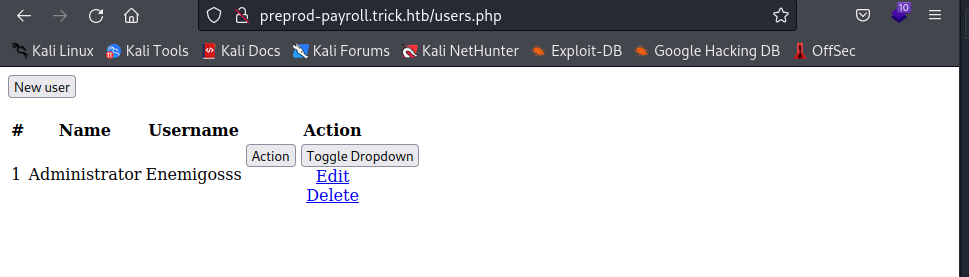 10
preprod-payroll.trick.htb/users.php
Kali Linux Kali Tools Kali Docs Kali Forums Kali NetHunter Exploit-DB Google Hacking DB OffSec
New user
# Name Username Action
Action Toggle Dropdown
1 Administrator Enemigosss
Edit
Delete